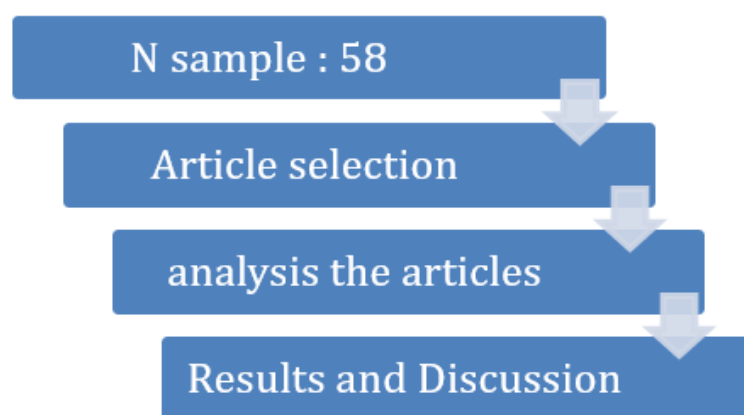 N sample : 58
Article selection
analysis the articles
Results and Discussion